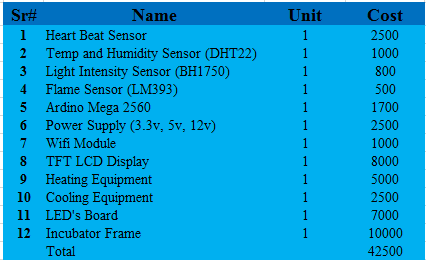 Sr# Name Unit Cost
1 Heart Beat Sensor 1 2500
2 Temp and Humidity Sensor (DHT22) 1 1000
3 Light Intensity Sensor (BH1750) 1 800
4 Flame Sensor (LM393) 1 500
5 Ardino Mega 2560 1 1700
6 Power Supply (3.3v, 5v, 12v) 1 2500
7 Wifi Module 1 1000
8 TFT LCD Display 1 8000
9 Heating Equipment 1 5000
10 Cooling Equipment 1 2500
11 LED's Board 1 7000
12 Incubator Frame 1 10000
Total 42500